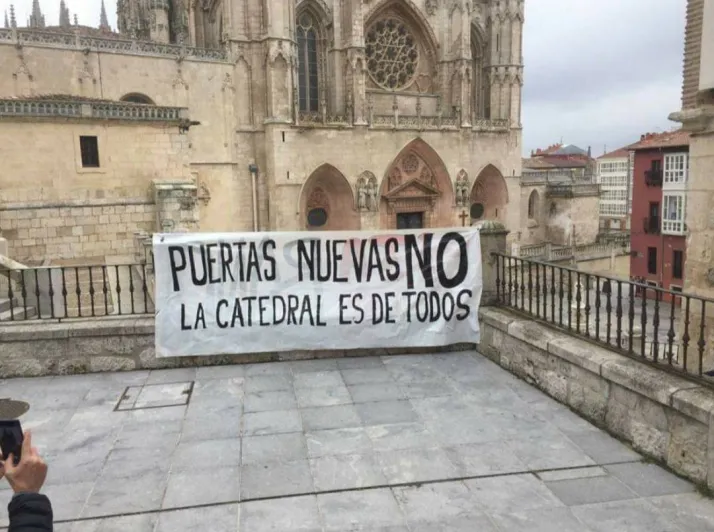 PUERTAS NUEVAS NO
LA CATEDRAL ES DE TODOS